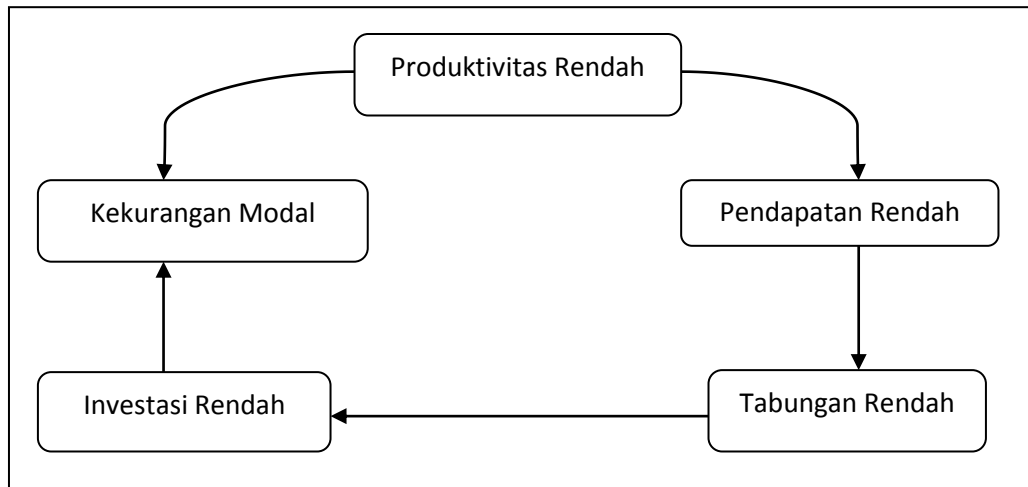 Produktivitas Rendah
Kekurangan Modal
Pendapatan Rendah
Investasi Rendah
Tabungan Rendah